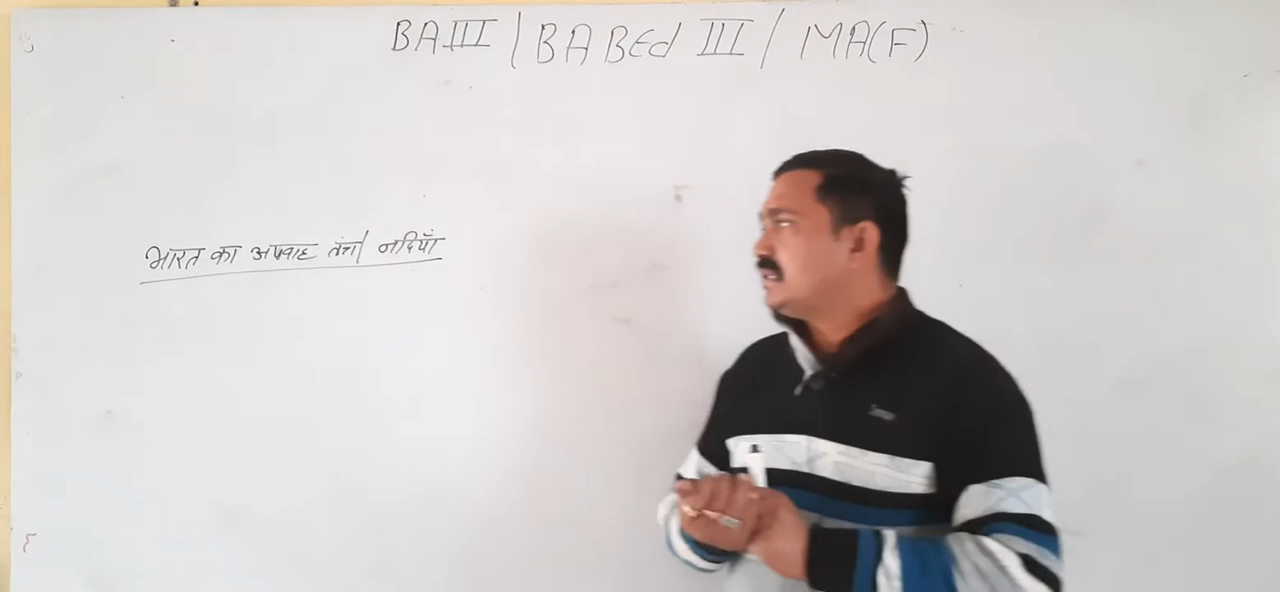 BA III / BA BEd III / MA(F)
भारत का अपवाह तंत्र/ नदियाँ